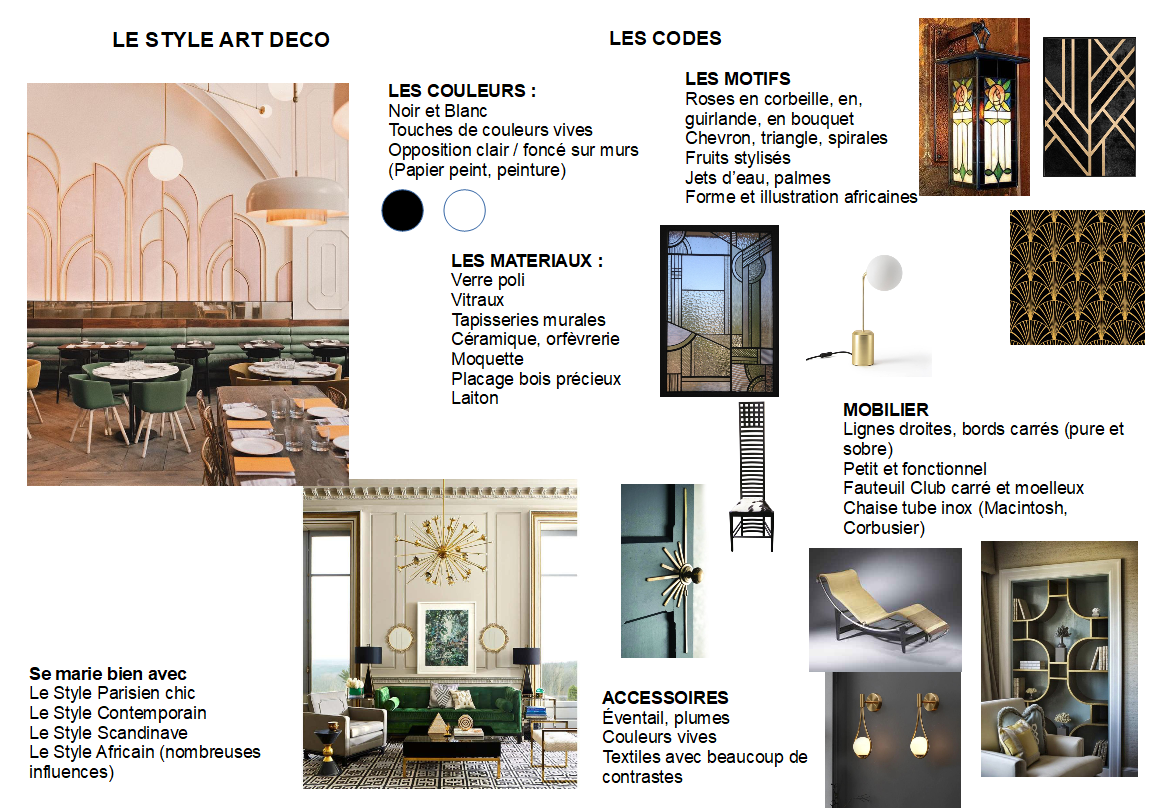 LE STYLE ART DECO
LES CODES
LES COULEURS :
Noir et Blanc
Touches de couleurs vives
Opposition clair / foncé sur murs
(Papier peint, peinture)
LES MOTIFS
Roses en corbeille, en,
guirlande, en bouquet
Chevron, triangle, spirales
Fruits stylisés
Jets d’eau, palmes
Forme et illustration africaines
LES MATERIAUX :
Verre poli
Vitraux
Tapisseries murales
Céramique, orfèvrerie
Moquette
Placage bois précieux
Laiton
MOBILIER
Lignes droites, bords carrés (pure et
sobre)
Petit et fonctionnel
Fauteuil Club carré et moelleux
Chaise tube inox (Macintosh,
Corbusier)
Se marie bien avec
Le Style Parisien chic
Le Style Contemporain
Le Style Scandinave
Le Style Africain (nombreuses
influences)
ACCESSOIRES
Éventail, plumes
Couleurs vives
Textiles avec beaucoup de
contrastes